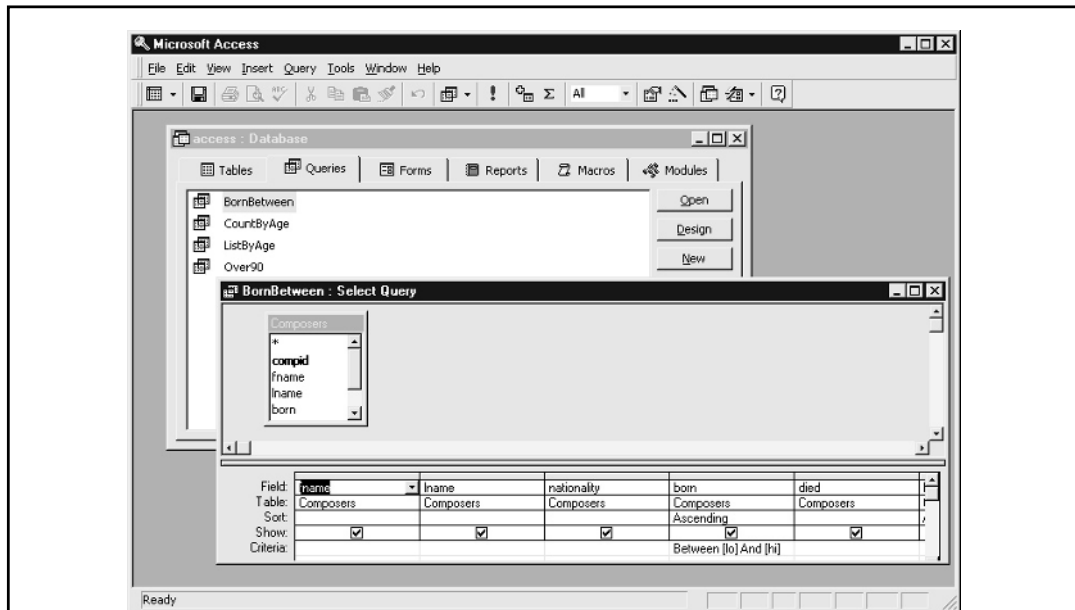 Microsoft Access
File Edit View Insert Query Tools Window Help
All
access : Database
Tables Queries Forms Reports Macros Modules
BornBetween
CountByAge
ListByAge
Over90
Open
Design
New
BornBetween : Select Query
Composers
*
compid
fname
lname
born
Field: fname lname nationality born died
Table: Composers Composers Composers Composers Composers
Sort: Ascending
Show:
Criteria: Between [lo] And [hi]
Ready